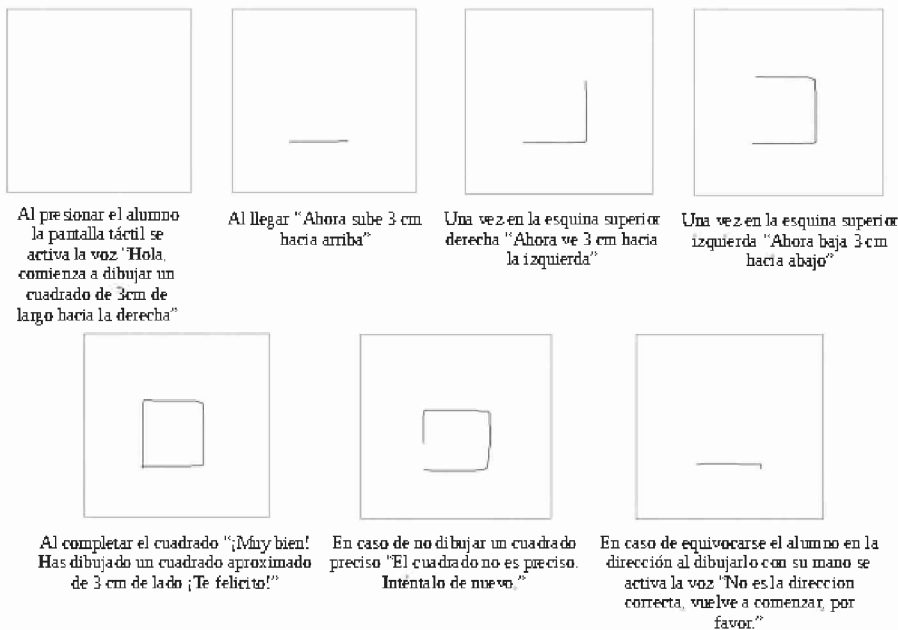 Al presionar el alumno
la pantalla táctil se
activa la voz "Hola,
comienza a dibujar un
cuadrado de 3cm de
largo hacia la derecha"
Al llegar "Ahora sube 3 cm
hacia arriba"
Una vez en la esquina superior
derecha "Ahora ve 3 cm hacia
la izquierda"
Una vez en la esquina superior
izquierda "Ahora baja 3 cm
hacia abajo"
Al completar el cuadrado "¡Muy bien!
Has dibujado un cuadrado aproximado
de 3 cm de lado ¡Te felicito!"
En caso de no dibujar un cuadrado
preciso "El cuadrado no es preciso.
Inténtalo de nuevo."
En caso de equivocarse el alumno en la
dirección al dibujarlo con su mano se
activa la voz "No es la direccion
correcta, vuelve a comenzar, por
favor."